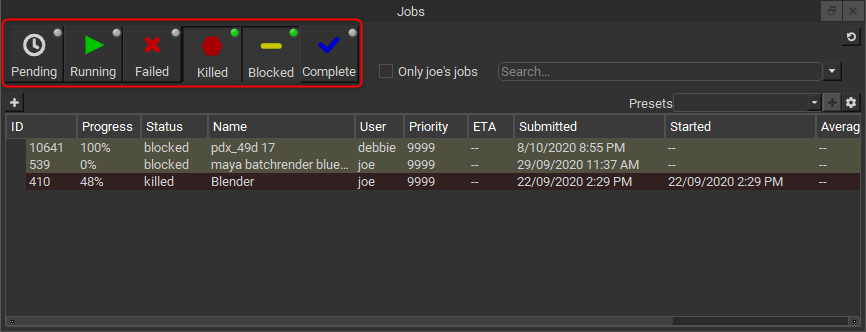 Jobs
Pending Running Failed Killed Blocked Complete
Only joe's jobs Search...
Presets
ID Progress Status Name User Priority ETA Submitted Started Averag
10641 100% blocked pdx_49d 17 debbie 9999 -- 8/10/2020 8:55 PM -- --
539 0% blocked maya batchrender blue... joe 9999 -- 29/09/2020 11:37 AM -- --
410 48% killed Blender joe 9999 -- 22/09/2020 2:29 PM 22/09/2020 2:29 PM --